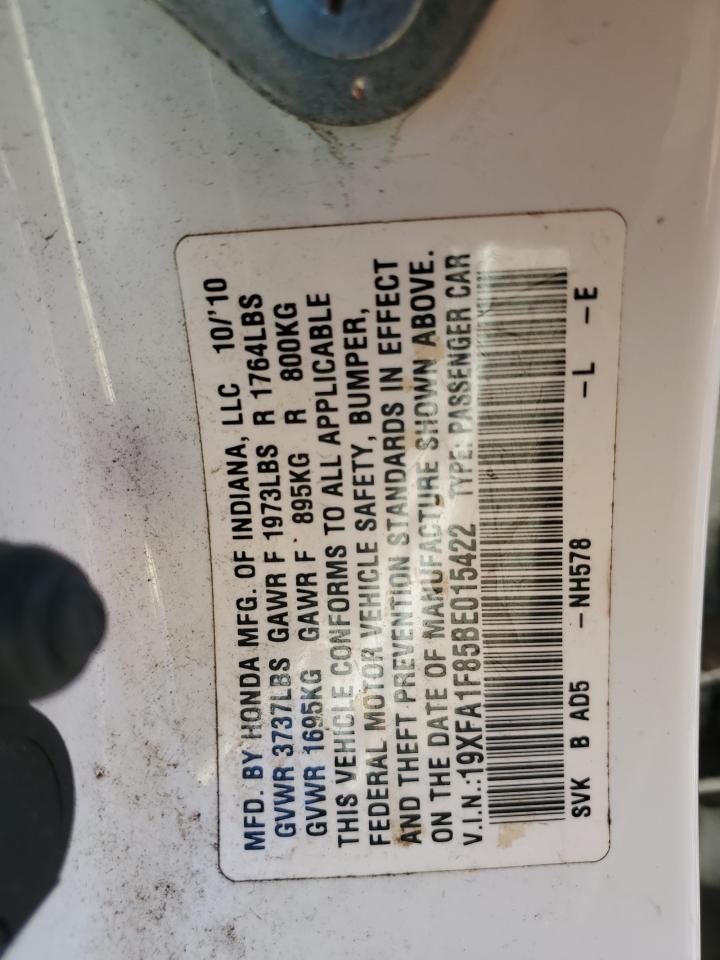 MFD. BY HONDA MFG. OF INDIANA, LLC 10/'10
GVWR 3737LBS GAWR F 1973LBS R 1764LBS
GVWR 1695KG GAWR F 895KG R 800KG
THIS VEHICLE CONFORMS TO ALL APPLICABLE
FEDERAL MOTOR VEHICLE SAFETY, BUMPER,
AND THEFT PREVENTION STANDARDS IN EFFECT
ON THE DATE OF MANUFACTURE SHOWN ABOVE.
V.I.N.:19XFA1F85BE015422 TYPE: PASSENGER CAR
SVK B AD5 -NH578 -L -E